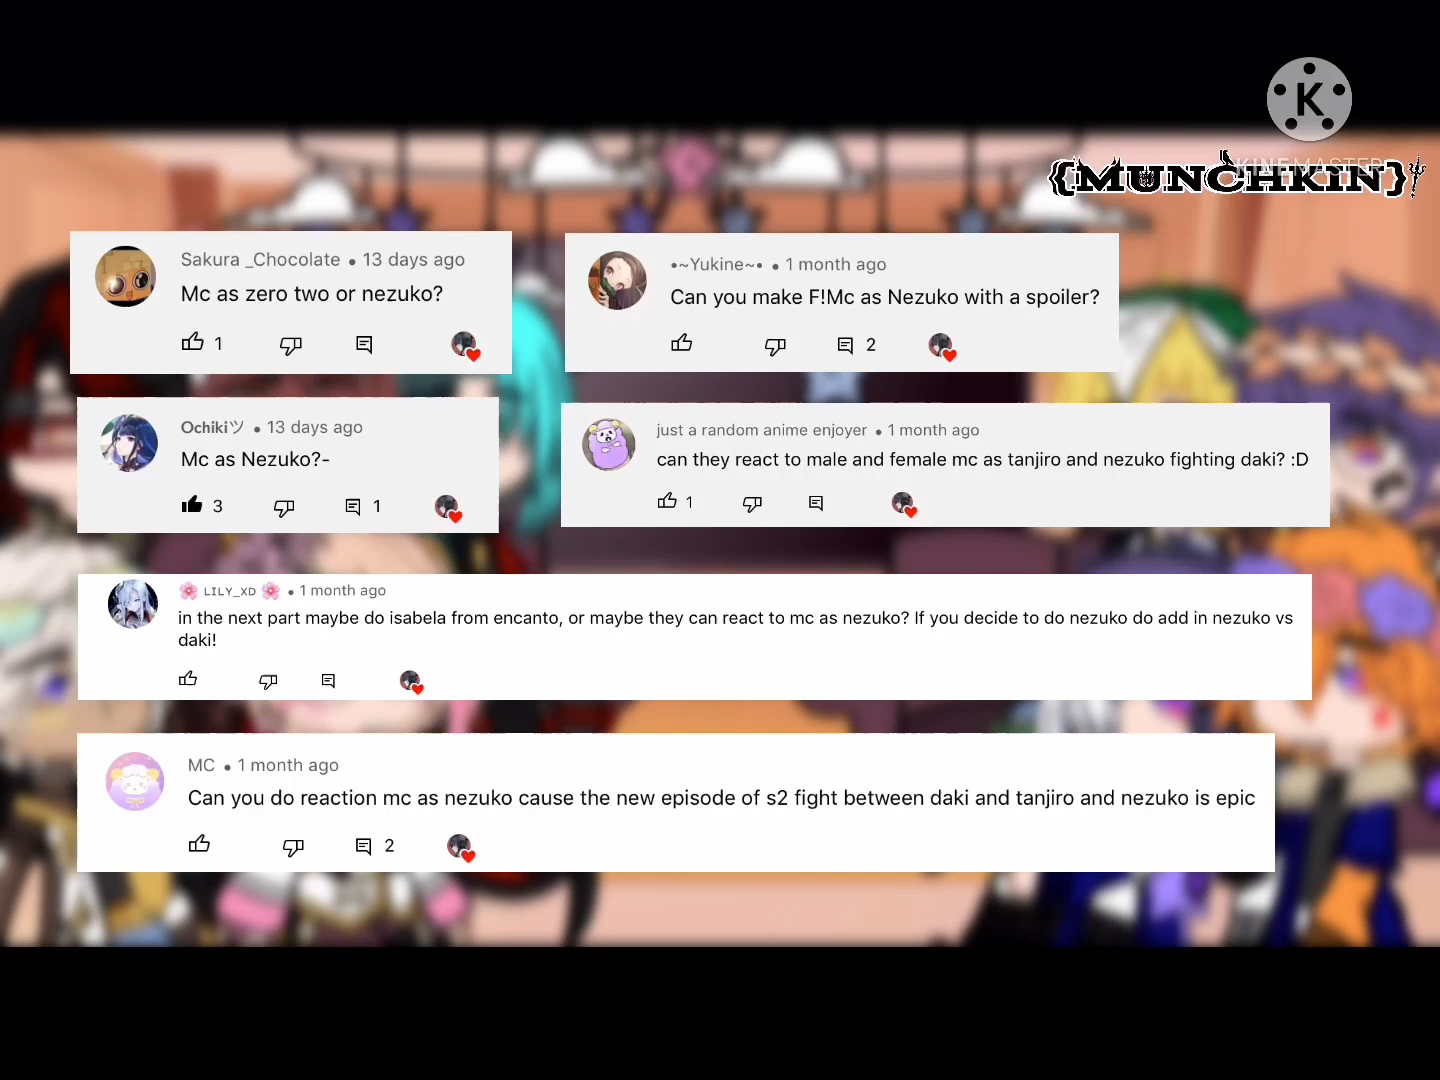 K
KINEMASTER
{MUNCHKIN}
Sakura _Chocolate • 13 days ago
Mc as zero two or nezuko?
1
•~Yukine~• • 1 month ago
Can you make F!Mc as Nezuko with a spoiler?
2
Ochikiツ • 13 days ago
Mc as Nezuko?-
3 1
just a random anime enjoyer • 1 month ago
can they react to male and female mc as tanjiro and nezuko fighting daki? :D
1
🌸 ʟɪʟʏ_xᴅ 🌸 • 1 month ago
in the next part maybe do isabela from encanto, or maybe they can react to mc as nezuko? If you decide to do nezuko do add in nezuko vs
daki!
MC • 1 month ago
Can you do reaction mc as nezuko cause the new episode of s2 fight between daki and tanjiro and nezuko is epic
2